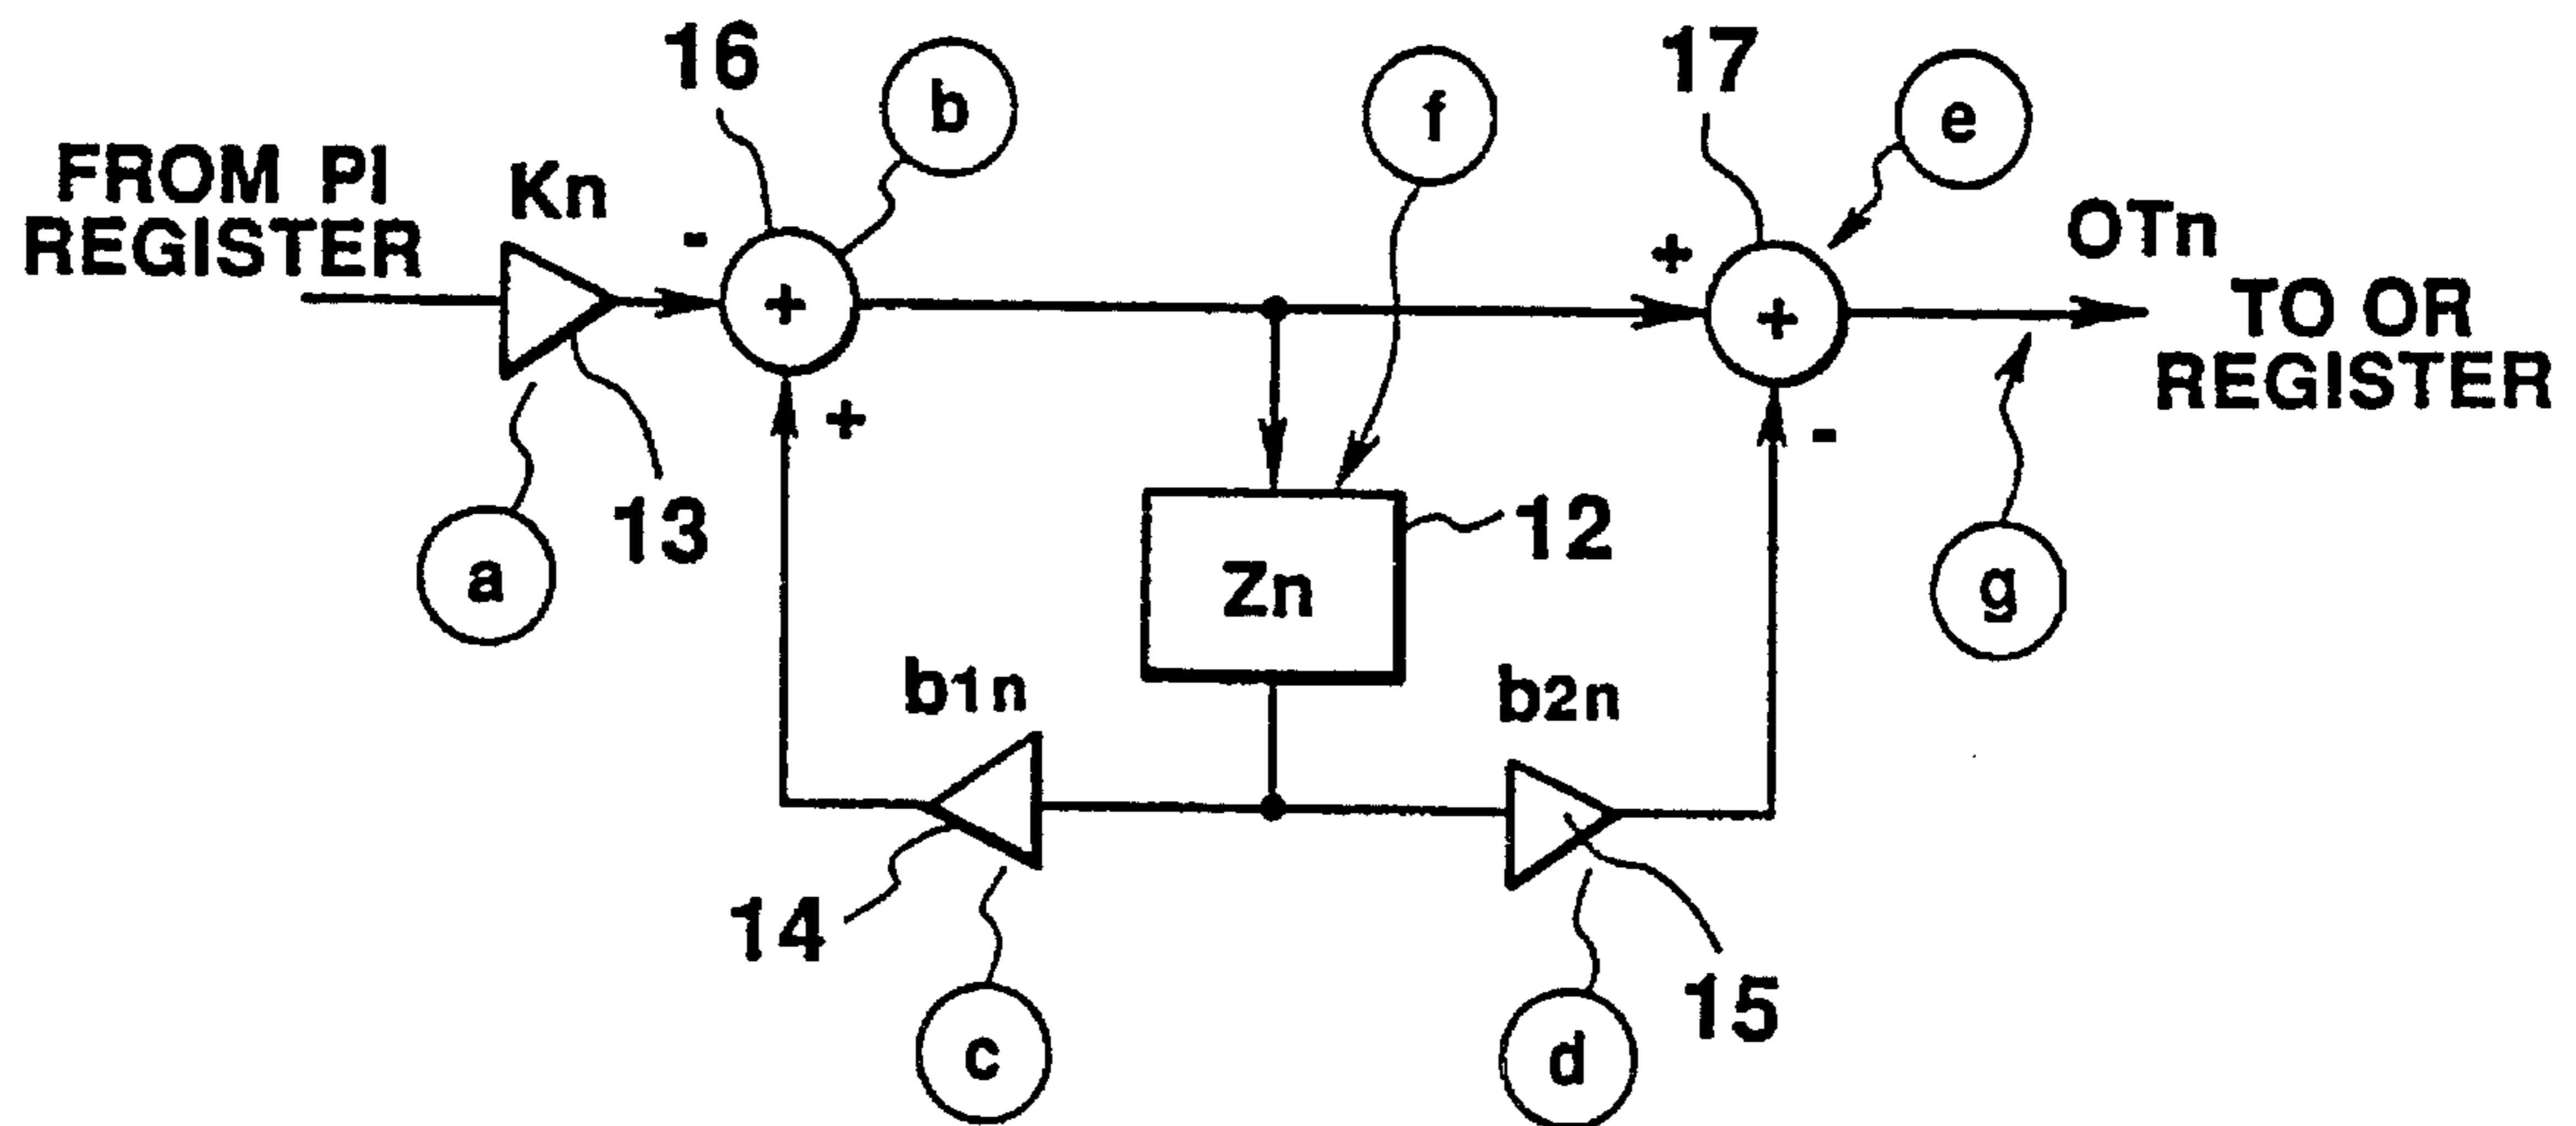 16
b
f
17
e
FROM PI
REGISTER
Kn
-
+
+
OTn
+
TO OR
REGISTER
+
-
a
13
12
Zn
g
b1n
b2n
14
c
d
15